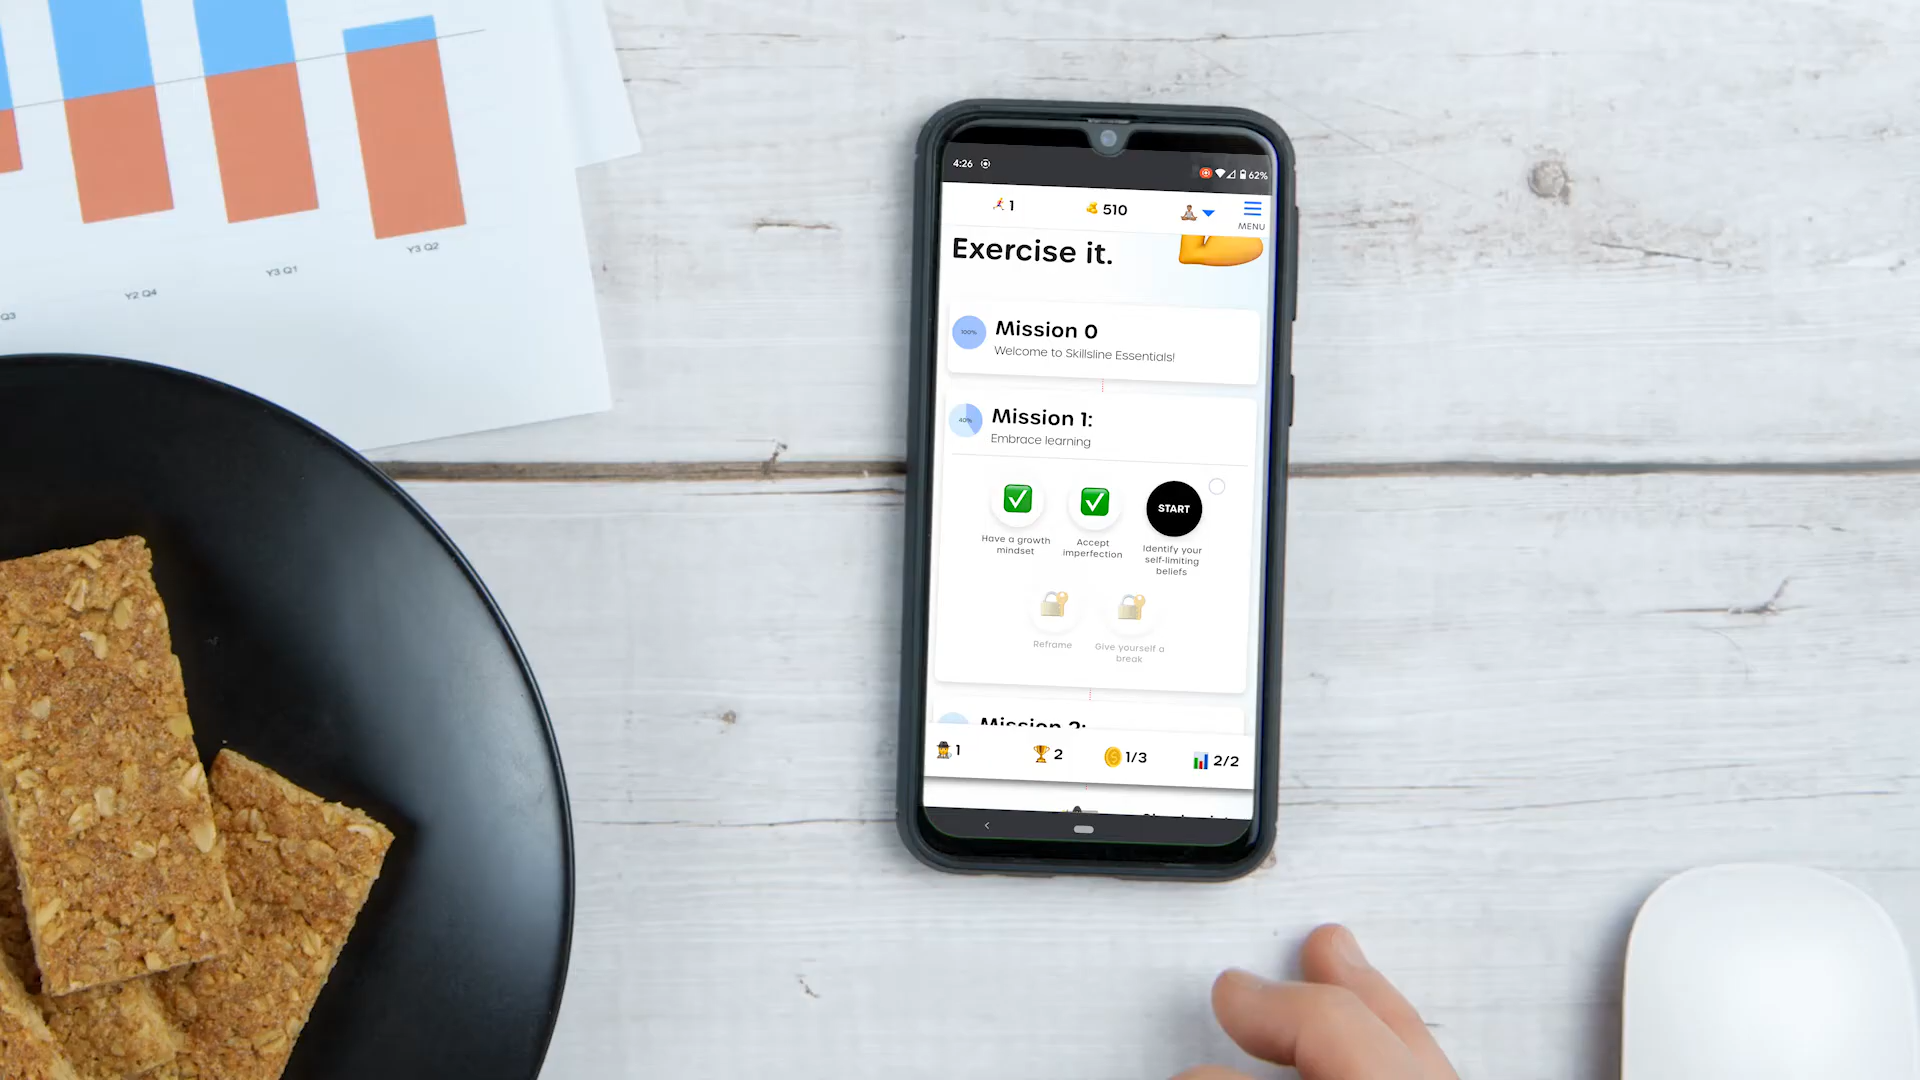 Y3 Q2
Y3 Q1
Y2 Q4
Q3
4:26
62%
1
510
MENU
Exercise it.
100%
Mission 0
Welcome to Skillsline Essentials!
40%
Mission 1:
Embrace learning
START
Have a growth
mindset
Accept
imperfection
Identify your
self-limiting
beliefs
Reframe
Give yourself a
break
Mission 2:
1
2
1/3
2/2